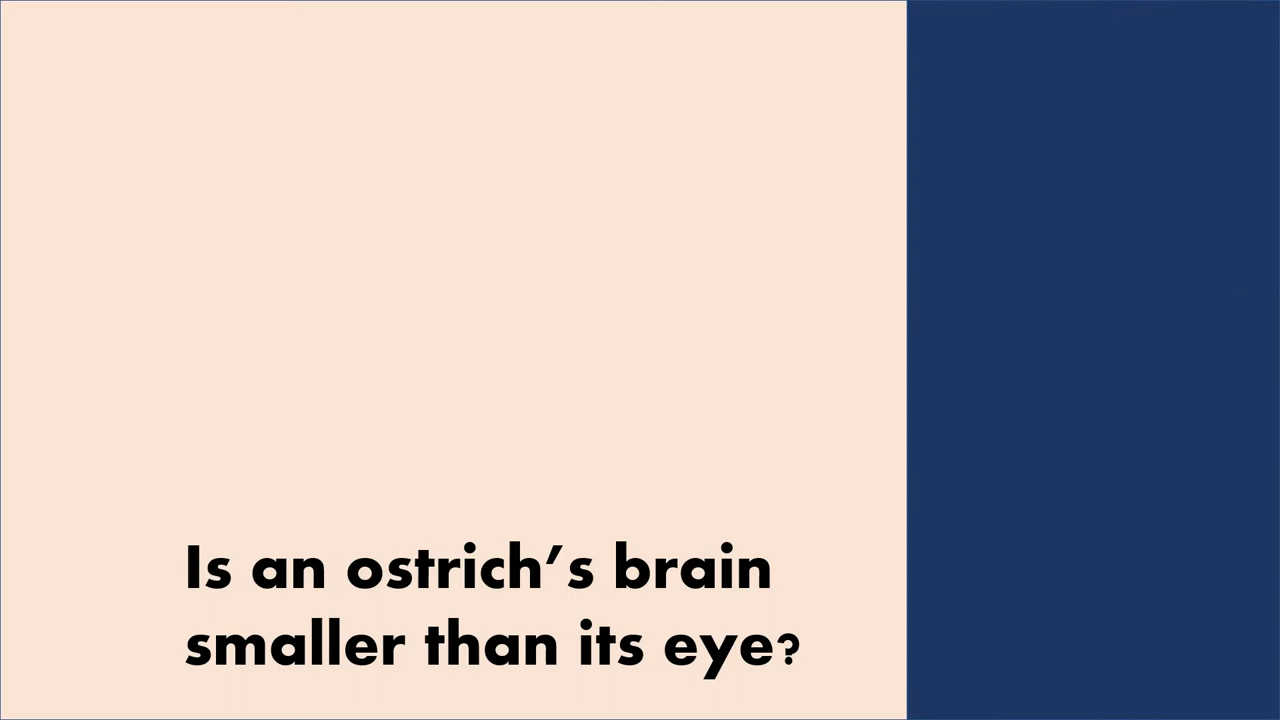 Is an ostrich’s brain
smaller than its eye?